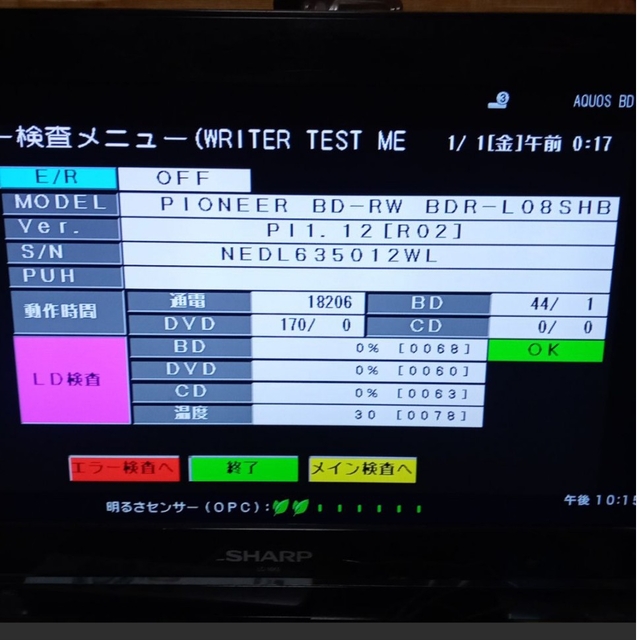 3
AQUOS BD
ー検査メニュー(WRITER TEST ME
1/ 1[金]午前 0:17
E/R OFF
MODEL PIONEER BD-RW BDR-L08SHB
Ver. PI1.12[R02]
S/N NEDL635012WL
PUH
動作時間 通電 18206 BD 44/ 1
DVD 170/ 0 CD 0/ 0
LD検査 BD 0% [0068] OK
DVD 0% [0060]
CD 0% [0063]
温度 30 [0078]
エラー検査へ 終了 メイン検査へ
明るさセンサー(OPC): 午後 10:15
SHARP